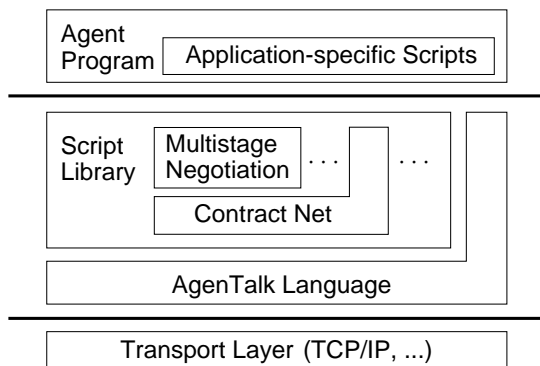 Agent
Program
Application-specific Scripts
Script
Library
Multistage
Negotiation
. . .
. . .
Contract Net
AgenTalk Language
Transport Layer (TCP/IP, ...)